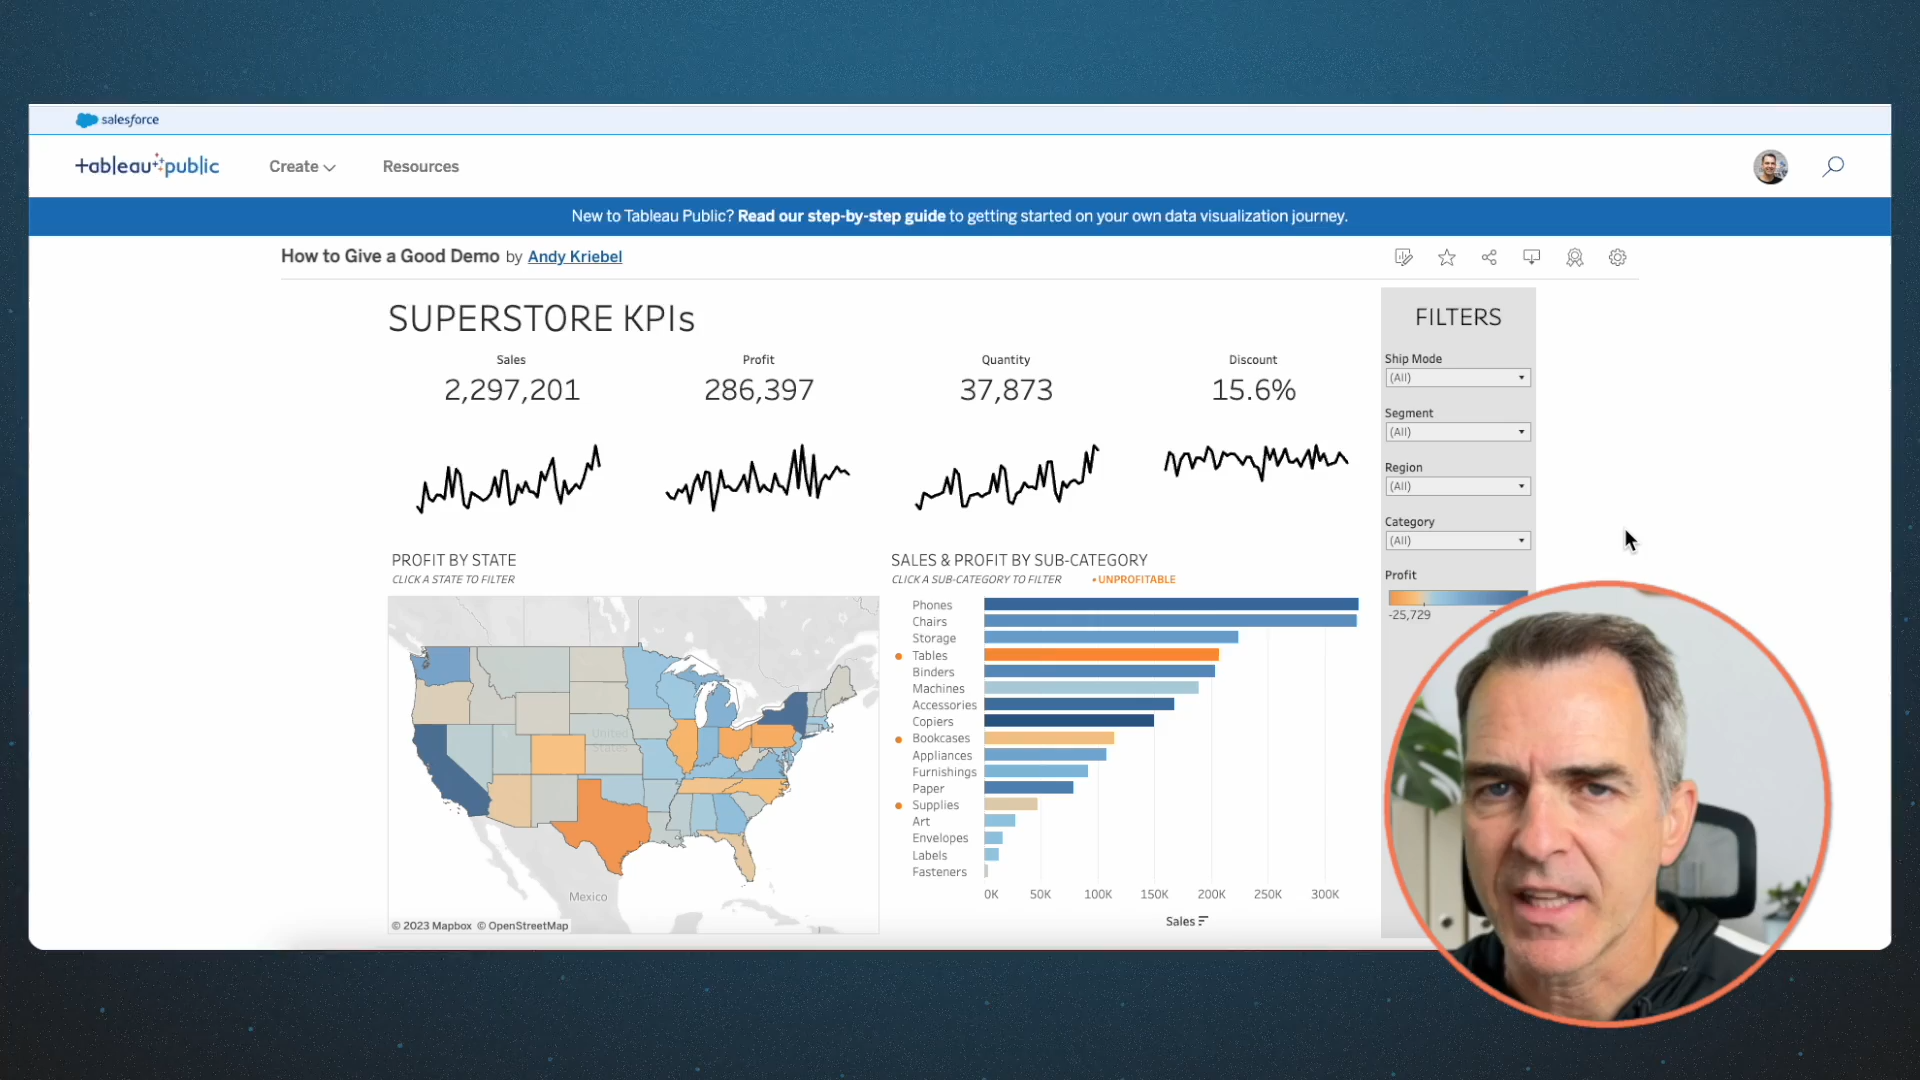 salesforce
tableau public
Create
Resources
New to Tableau Public? Read our step-by-step guide to getting started on your own data visualization journey.
How to Give a Good Demo by Andy Kriebel
SUPERSTORE KPIs
Sales
Profit
Quantity
Discount
2,297,201
286,397
37,873
15.6%
FILTERS
Ship Mode
(All)
Segment
(All)
Region
(All)
Category
(All)
Profit
-25,729
PROFIT BY STATE
CLICK A STATE TO FILTER
United States
Mexico
© 2023 Mapbox © OpenStreetMap
SALES & PROFIT BY SUB-CATEGORY
CLICK A SUB-CATEGORY TO FILTER • UNPROFITABLE
Phones
Chairs
Storage
Tables
Binders
Machines
Accessories
Copiers
Bookcases
Appliances
Furnishings
Paper
Supplies
Art
Envelopes
Labels
Fasteners
0K 50K 100K 150K 200K 250K 300K
Sales